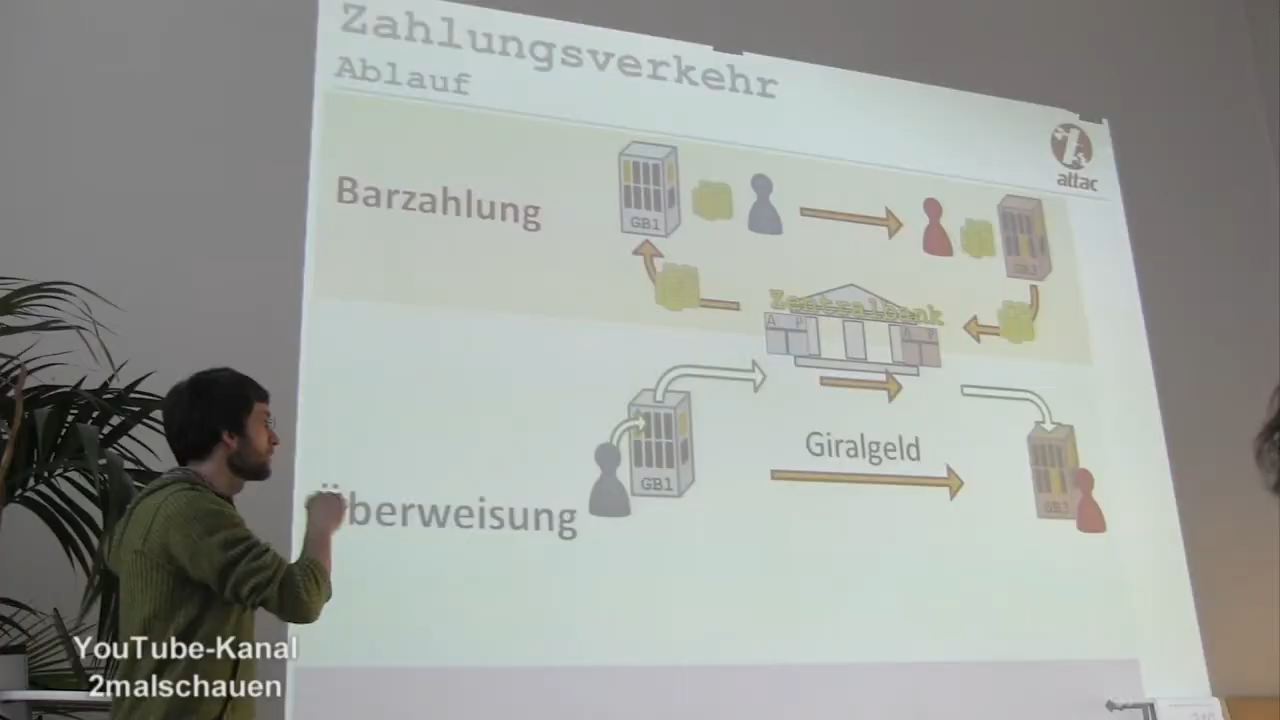 Zahlungsverkehr
Ablauf
attac
Barzahlung
GB1
Zentralbank
A P
A P
Giralgeld
GB1
Überweisung
YouTube-Kanal
2malschauen